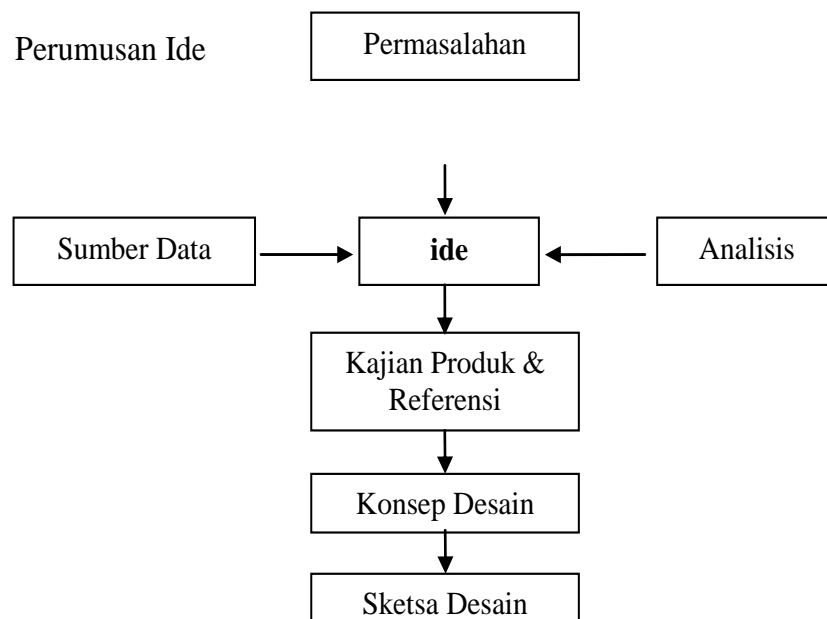 Perumusan Ide
Permasalahan
Sumber Data
ide
Analisis
Kajian Produk &
Referensi
Konsep Desain
Sketsa Desain